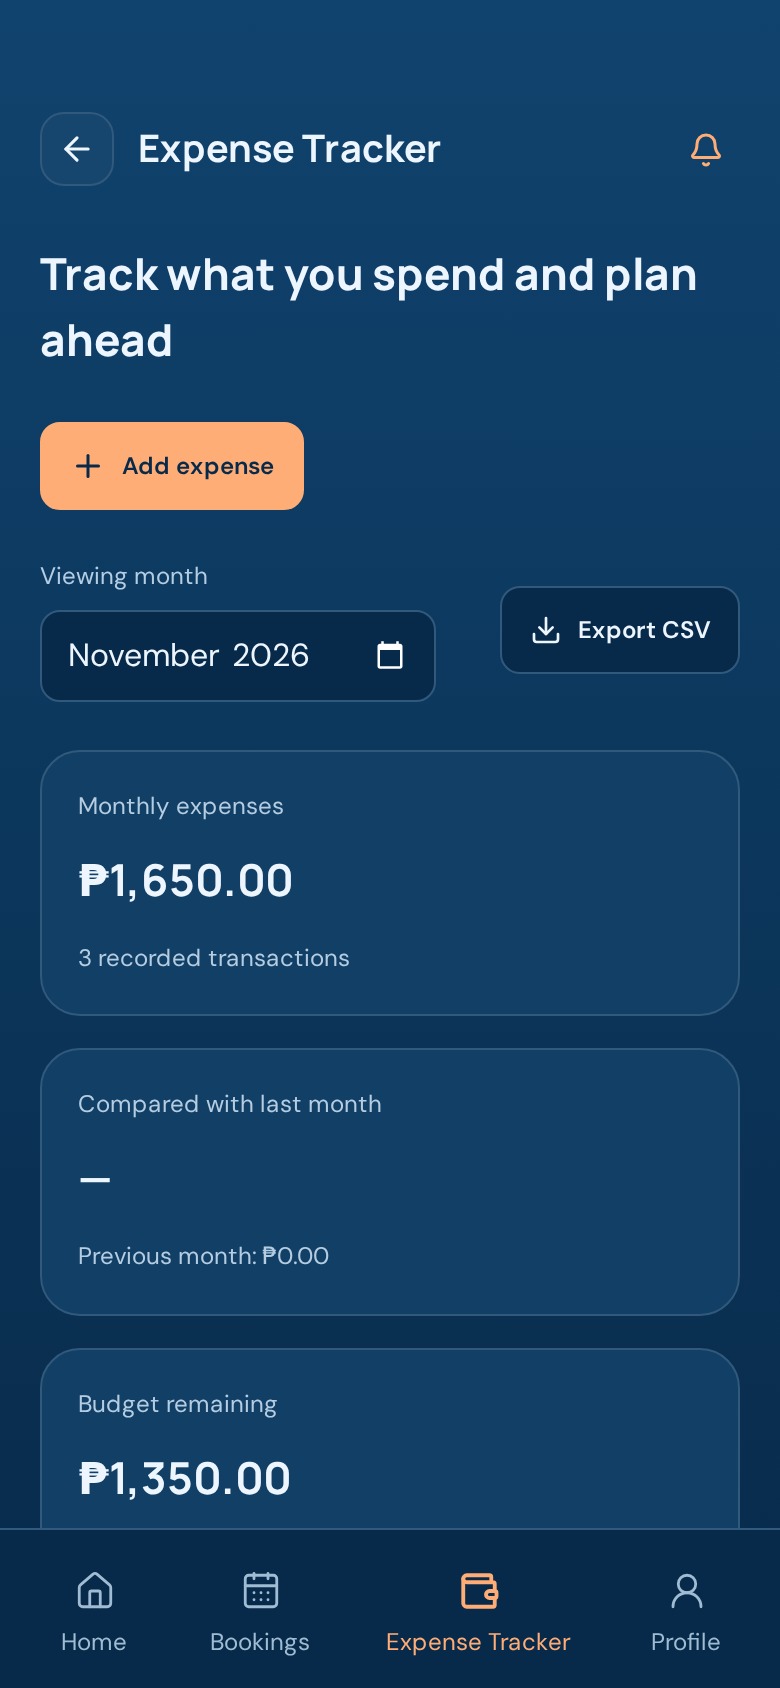 Expense Tracker
Track what you spend and plan
ahead
Add expense
Viewing month
November 2026
Export CSV
Monthly expenses
₱1,650.00
3 recorded transactions
Compared with last month
—
Previous month: ₱0.00
Budget remaining
₱1,350.00
Home
Bookings
Expense Tracker
Profile